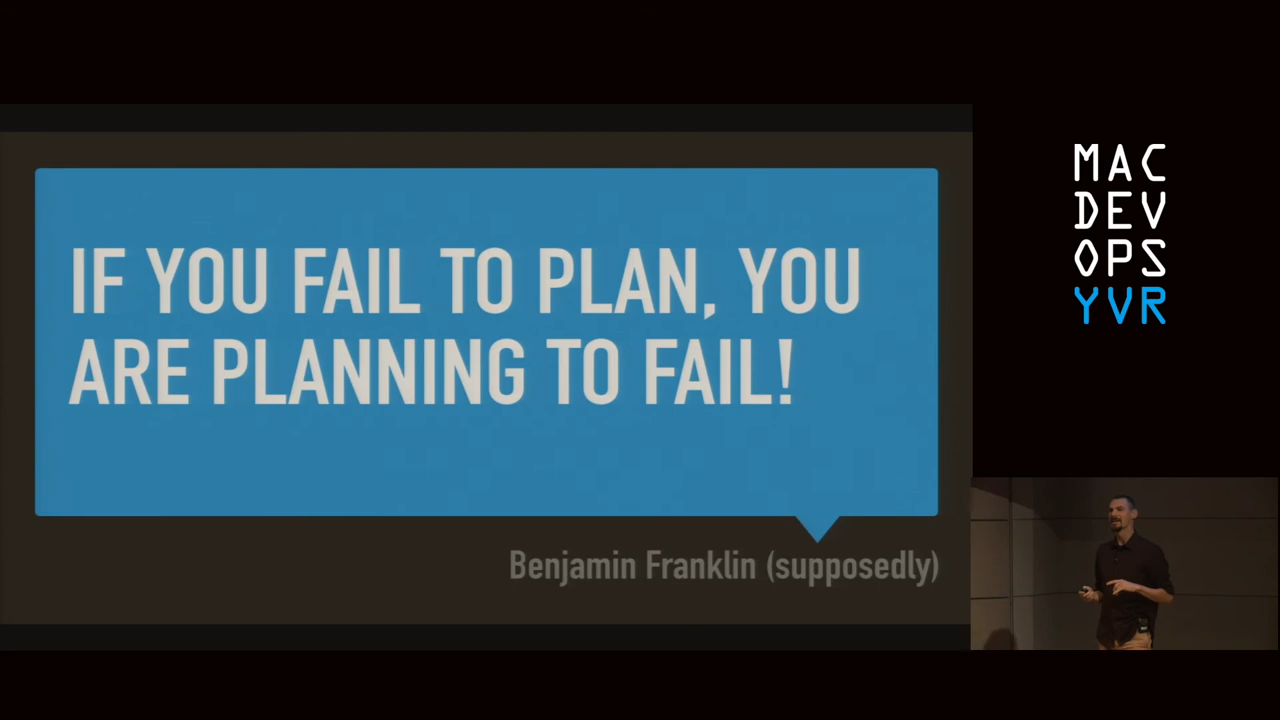 IF YOU FAIL TO PLAN, YOU
ARE PLANNING TO FAIL!
Benjamin Franklin (supposedly)
MAC
DEV
OPS
YVR